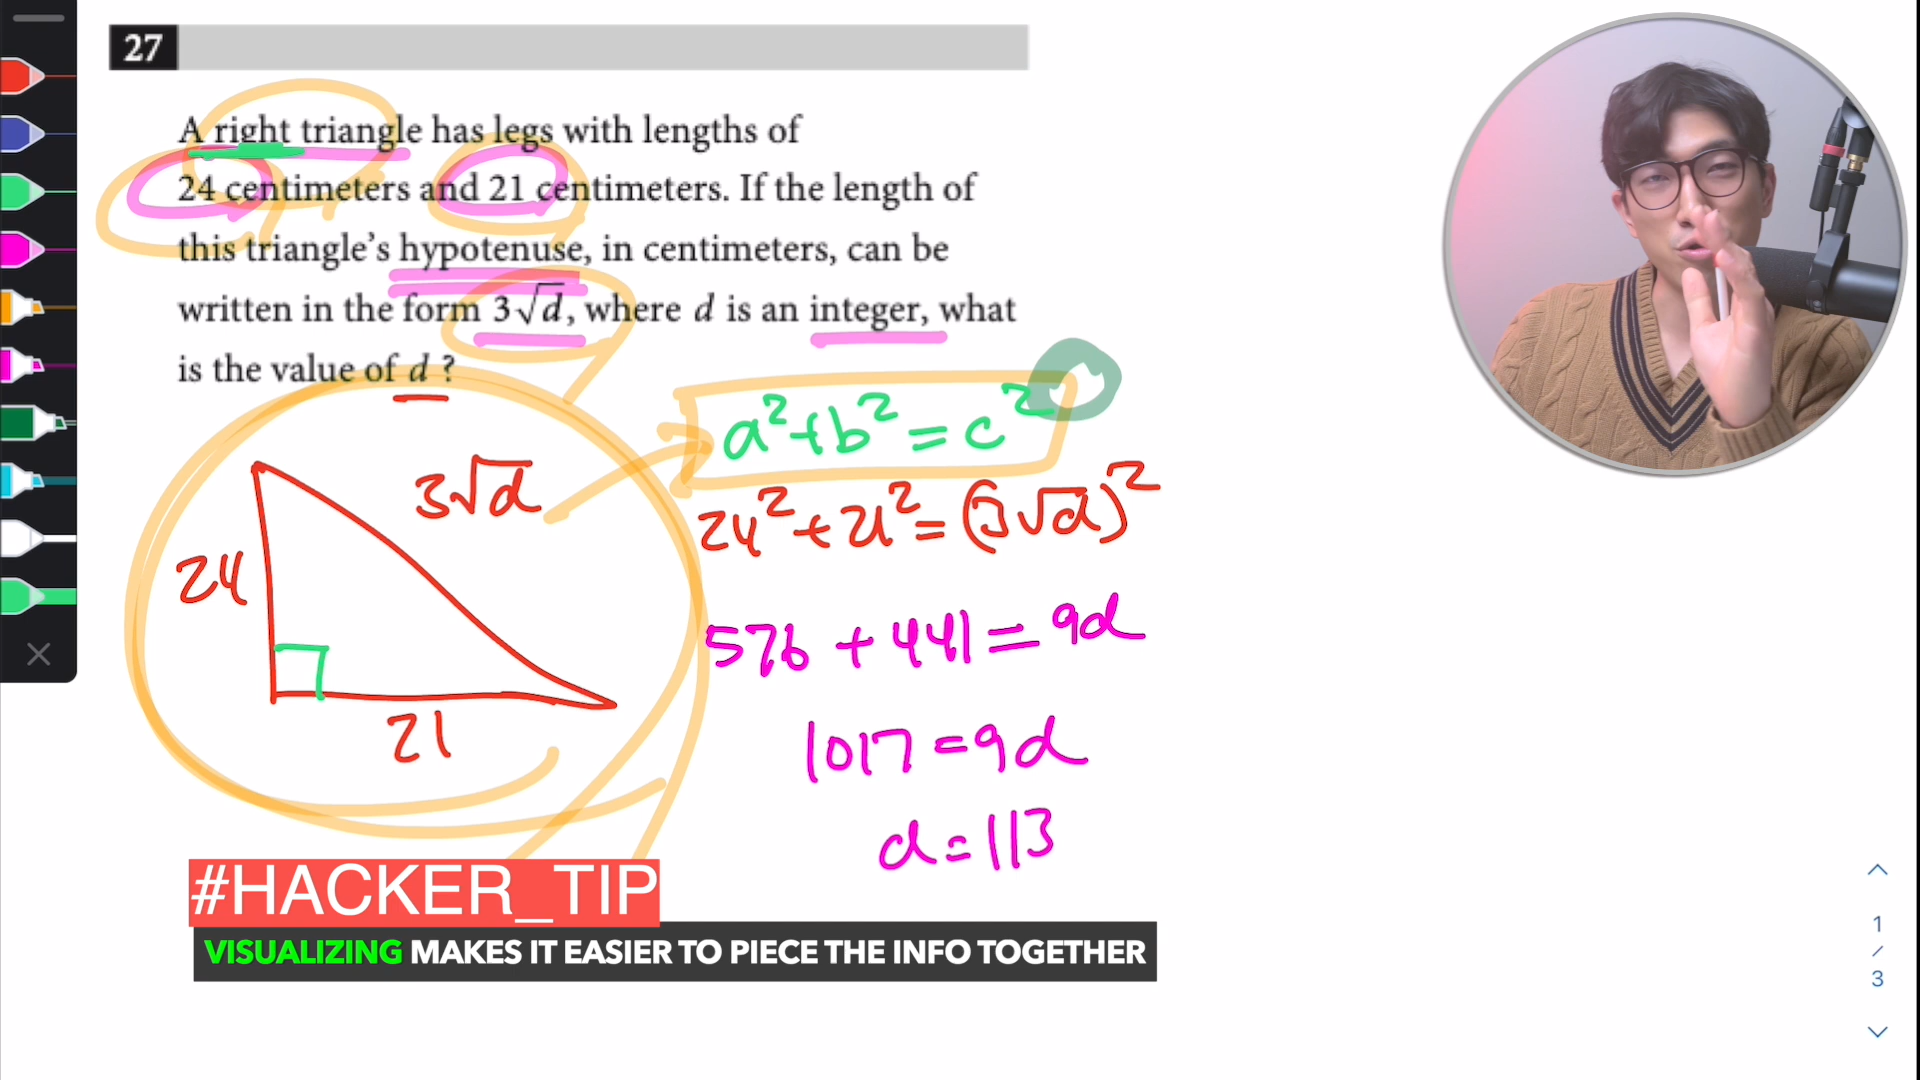 27
A right triangle has legs with lengths of
24 centimeters and 21 centimeters. If the length of
this triangle's hypotenuse, in centimeters, can be
written in the form 3√d, where d is an integer, what
is the value of d ?
a²+b²=c²
3√d
24²+21²=(3√d)²
24
576+441=9d
21
1017=9d
d=113
#HACKER_TIP
VISUALIZING MAKES IT EASIER TO PIECE THE INFO TOGETHER
1
/
3